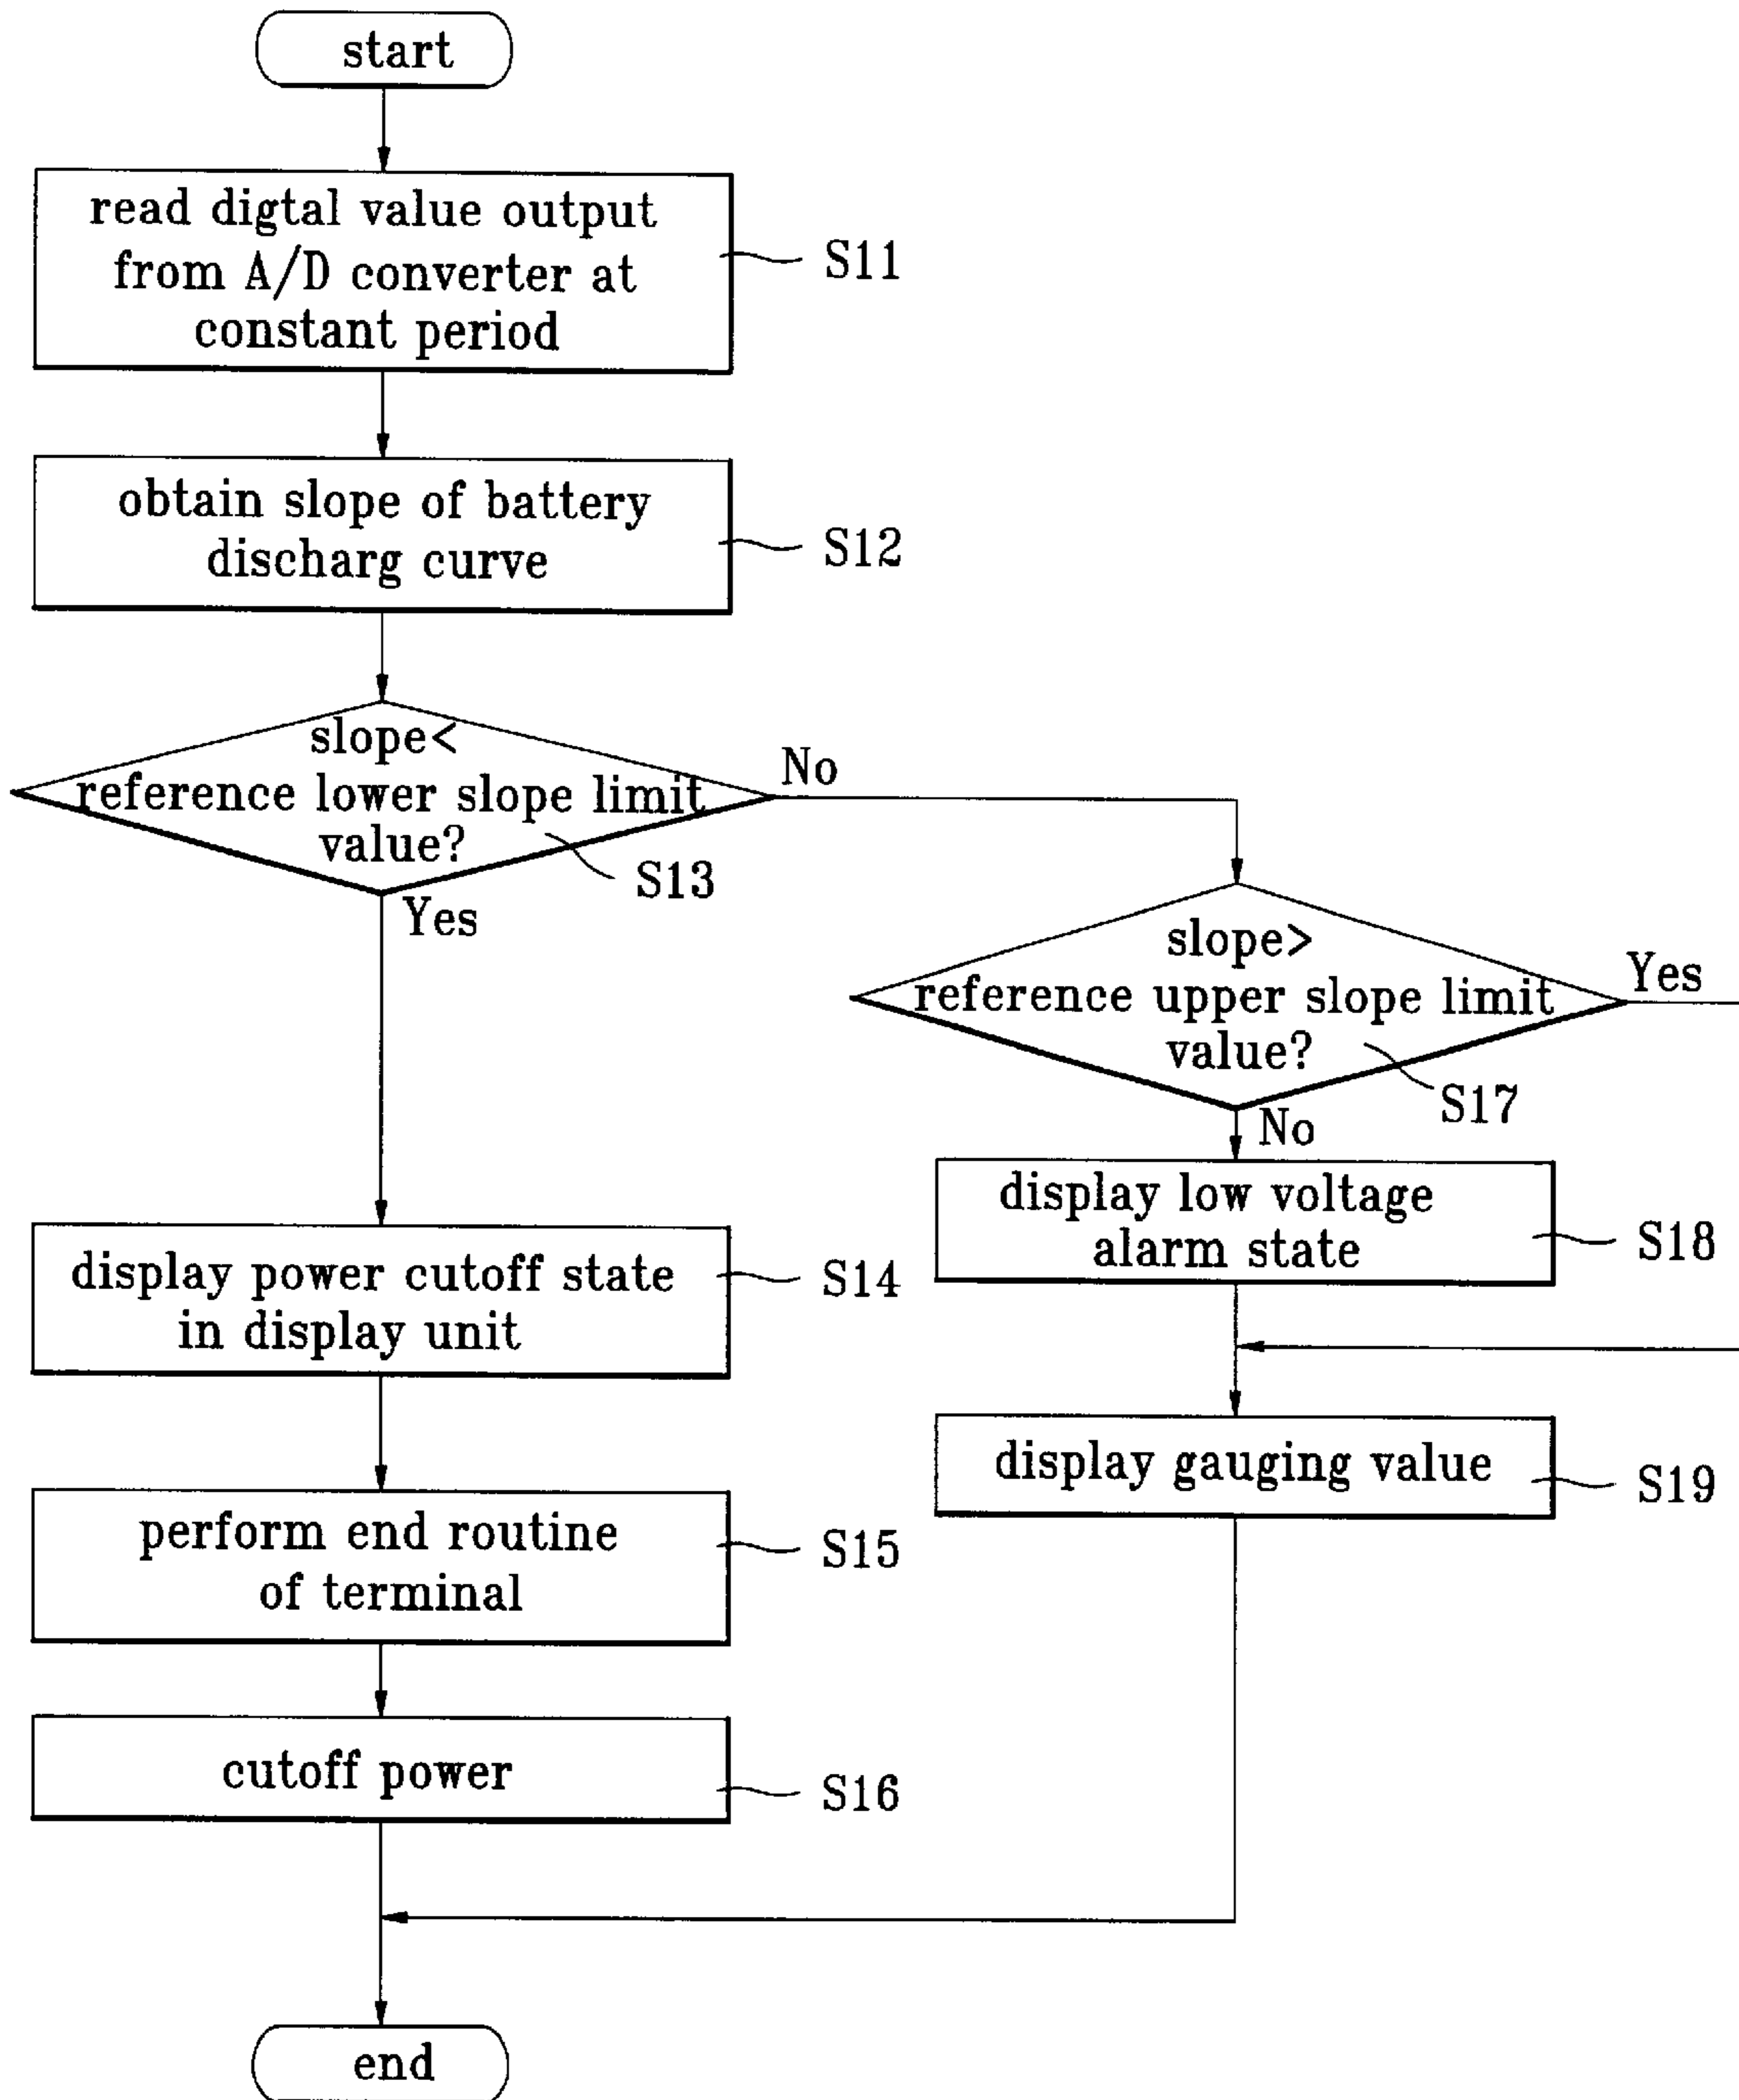 start
read digtal value output
from A/D converter at
constant period
S11
obtain slope of battery
discharg curve
S12
slope<
reference lower slope limit
value?
S13
No
Yes
slope>
reference upper slope limit
value?
S17
Yes
No
display low voltage
alarm state
S18
display power cutoff state
in display unit
S14
display gauging value
S19
perform end routine
of terminal
S15
cutoff power
S16
end